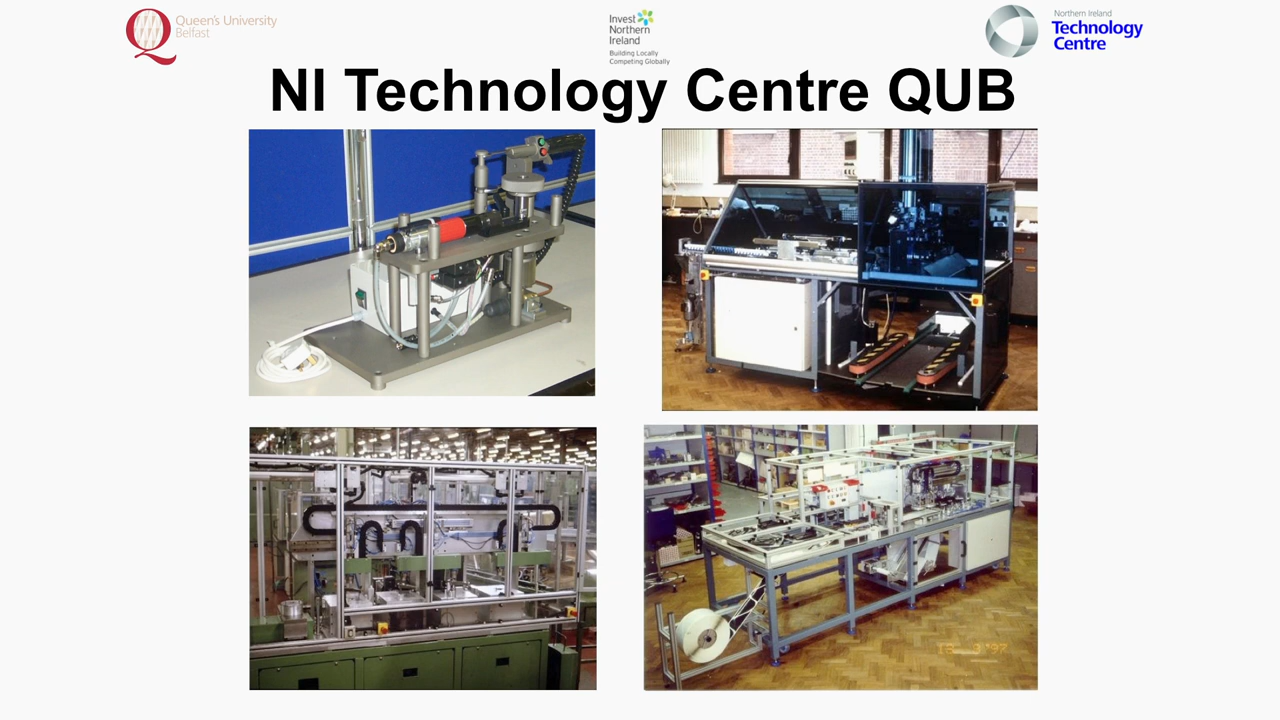 Queen's University
Belfast
Invest
Northern
Ireland
Building Locally
Competing Globally
Northern Ireland
Technology
Centre
NI Technology Centre QUB